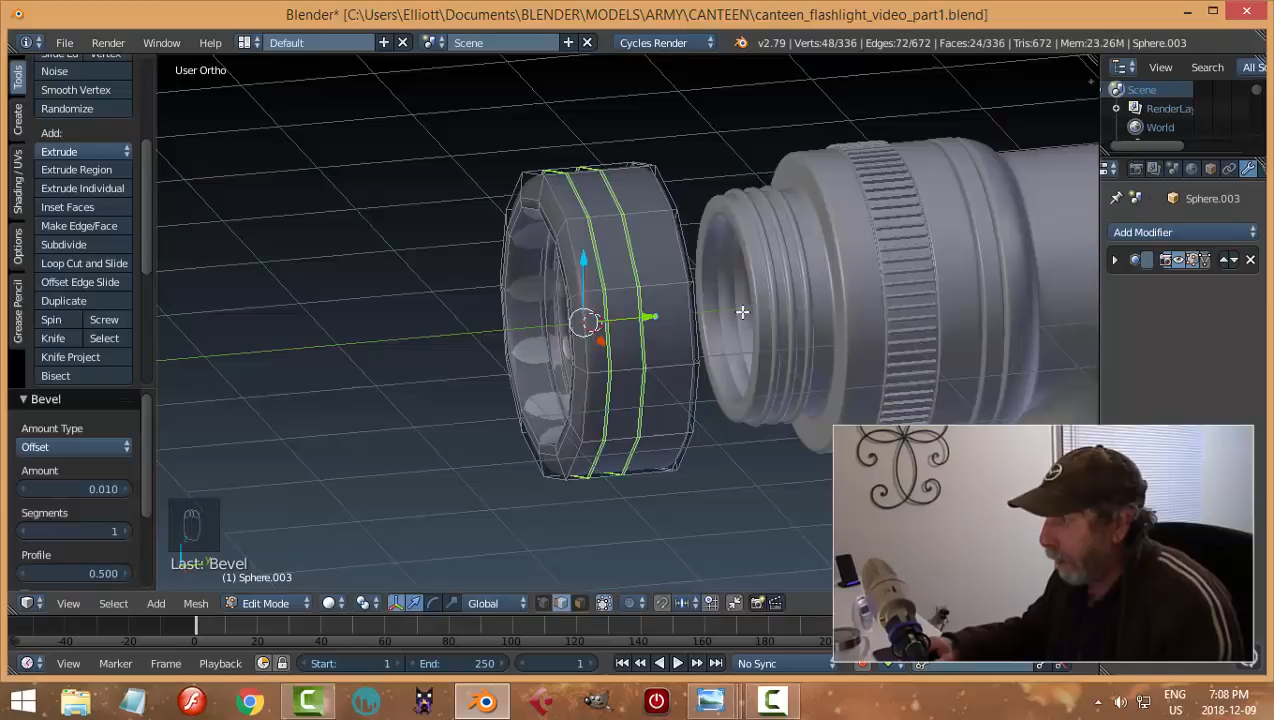 Blender* [C:\Users\Elliott\Documents\BLENDER\MODELS\ARMY\CANTEEN\canteen_flashlight_video_part1.blend]
File Render Window Help Default Scene Cycles Render v2.79 | Verts:48/336 | Edges:72/672 | Faces:24/336 | Tris:672 | Mem:23.26M | Sphere.003
View Search All S
User Ortho
Tools
Create
Shading / UVs
Options
Grease Pencil
Noise
Smooth Vertex
Randomize
Add:
Extrude
Extrude Region
Extrude Individual
Inset Faces
Make Edge/Face
Subdivide
Loop Cut and Slide
Offset Edge Slide
Duplicate
Spin Screw
Knife Select
Knife Project
Bisect
Bevel
Amount Type
Offset
Amount
0.010
Segments
1
Profile
0.500
Last: Bevel
(1) Sphere.003
Scene
RenderLay
World
Sphere.003
Add Modifier
View Select Add Mesh Edit Mode Global
-40 -20 0 20 40 60 80 100 120 140 160 180
View Marker Frame Playback Start: 1 End: 250 1 No Sync
ENG
US
7:08 PM
2018-12-09